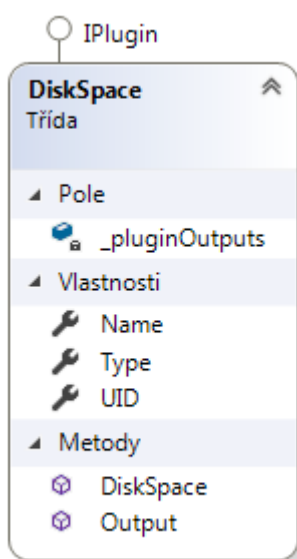 IPlugin
DiskSpace
Třída
Pole
_pluginOutputs
Vlastnosti
Name
Type
UID
Metody
DiskSpace
Output